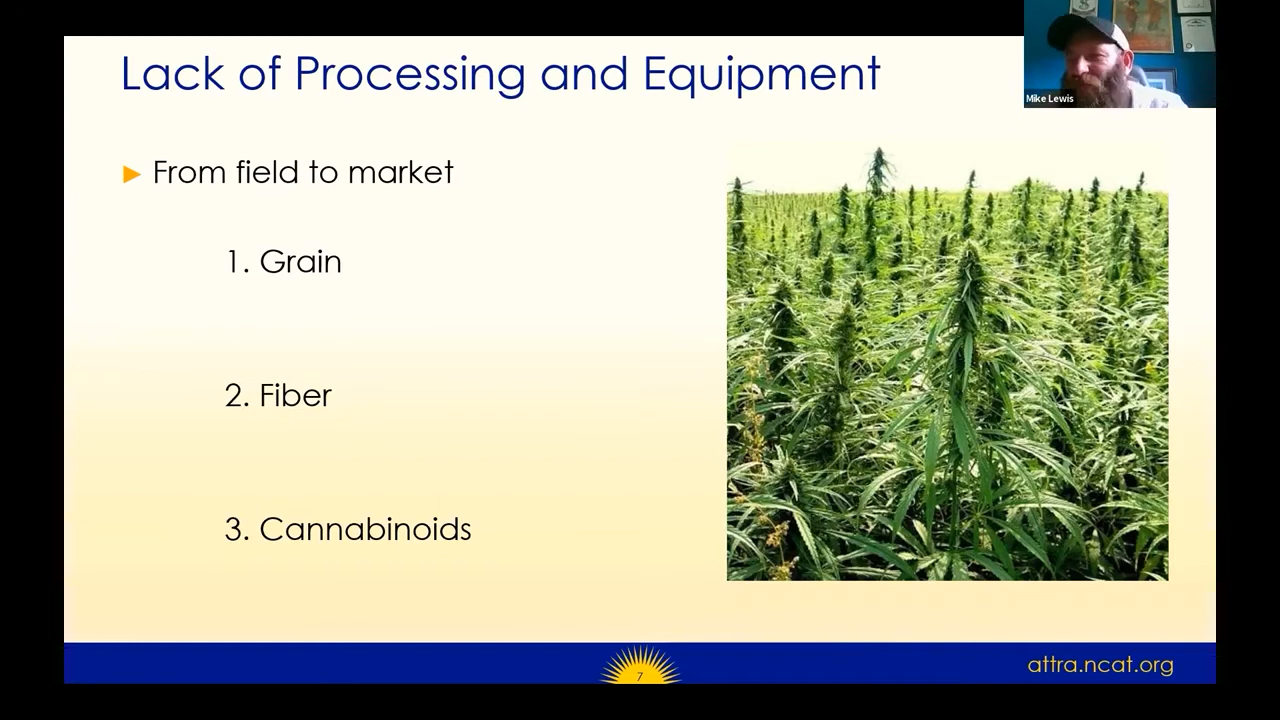 Lack of Processing and Equipment
Mike Lewis
► From field to market
1. Grain
2. Fiber
3. Cannabinoids
7
attra.ncat.org